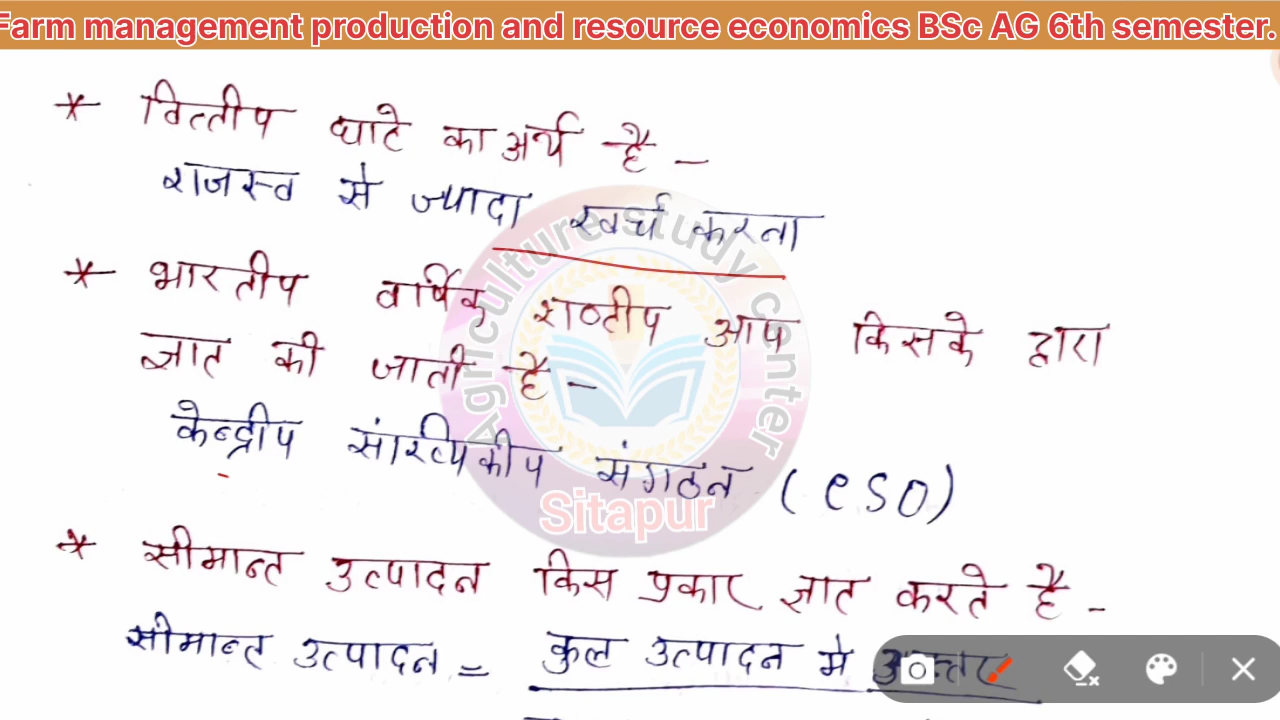 Farm management production and resource economics BSc AG 6th semester.
* वित्तीय घाटे का अर्थ है -
राजस्व से ज्यादा खर्च करना
* भारतीय वार्षिक राष्ट्रीय आय किसके द्वारा
ज्ञात की जाती है -
केन्द्रीय सांख्यिकीय संगठन (CSO)
* सीमान्त उत्पादन किस प्रकार ज्ञात करते है -
सीमान्त उत्पादन = कुल उत्पादन मे अन्तर
Agriculture study center
Sitapur